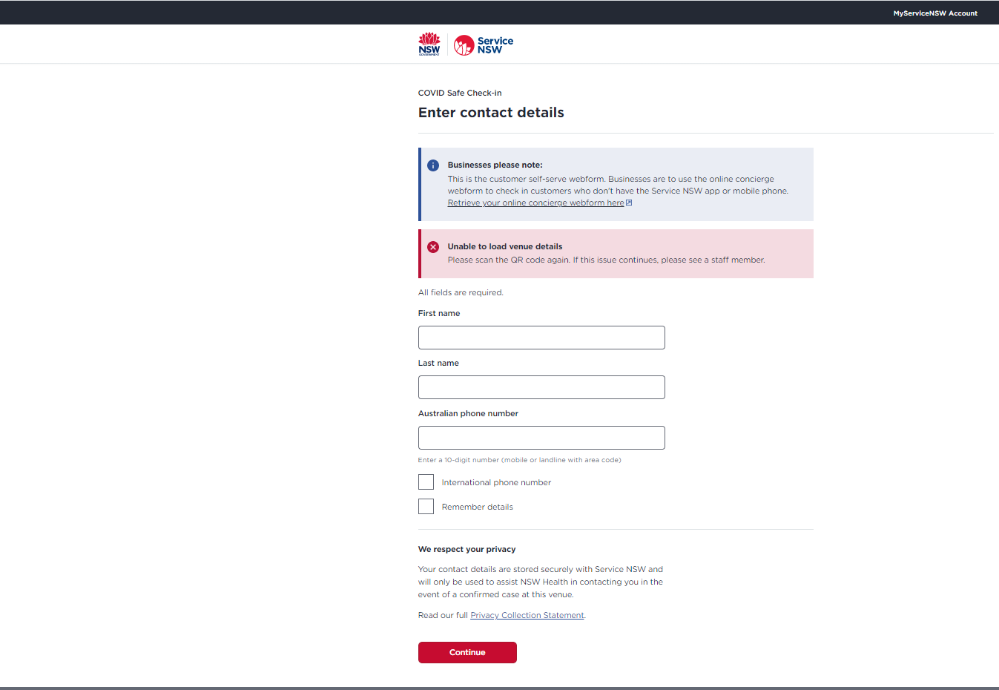 MyServiceNSW Account
NSW
GOVERNMENT
Service
NSW
COVID Safe Check-in
Enter contact details
Businesses please note:
This is the customer self-serve webform. Businesses are to use the online concierge
webform to check in customers who don't have the Service NSW app or mobile phone.
Retrieve your online concierge webform here
Unable to load venue details
Please scan the QR code again. If this issue continues, please see a staff member.
All fields are required.
First name
Last name
Australian phone number
Enter a 10-digit number (mobile or landline with area code)
International phone number
Remember details
We respect your privacy
Your contact details are stored securely with Service NSW and
will only be used to assist NSW Health in contacting you in the
event of a confirmed case at this venue.
Read our full Privacy Collection Statement.
Continue